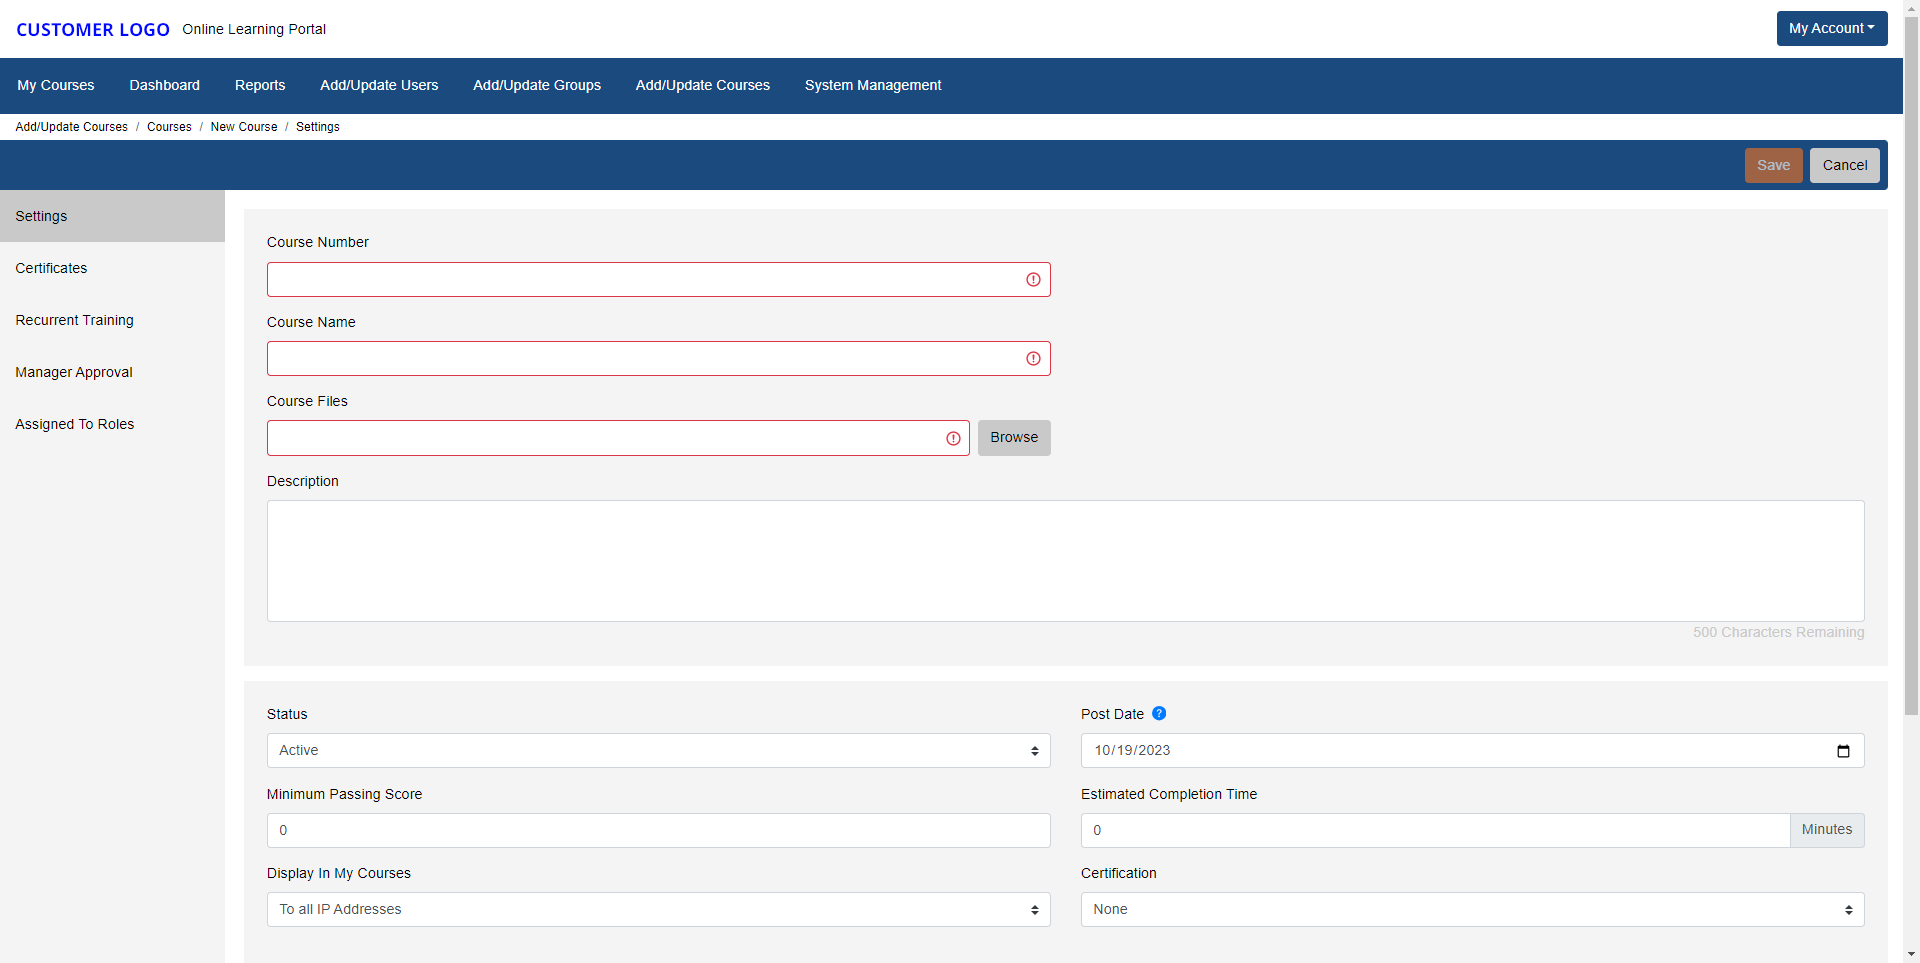 CUSTOMER LOGO Online Learning Portal My Account
My Courses Dashboard Reports Add/Update Users Add/Update Groups Add/Update Courses System Management
Add/Update Courses / Courses / New Course / Settings
Save Cancel
Settings
Certificates
Recurrent Training
Manager Approval
Assigned To Roles
Course Number
Course Name
Course Files
Browse
Description
500 Characters Remaining
Status
Active
Post Date ?
10/19/2023
Minimum Passing Score
0
Estimated Completion Time
0 Minutes
Display In My Courses
To all IP Addresses
Certification
None